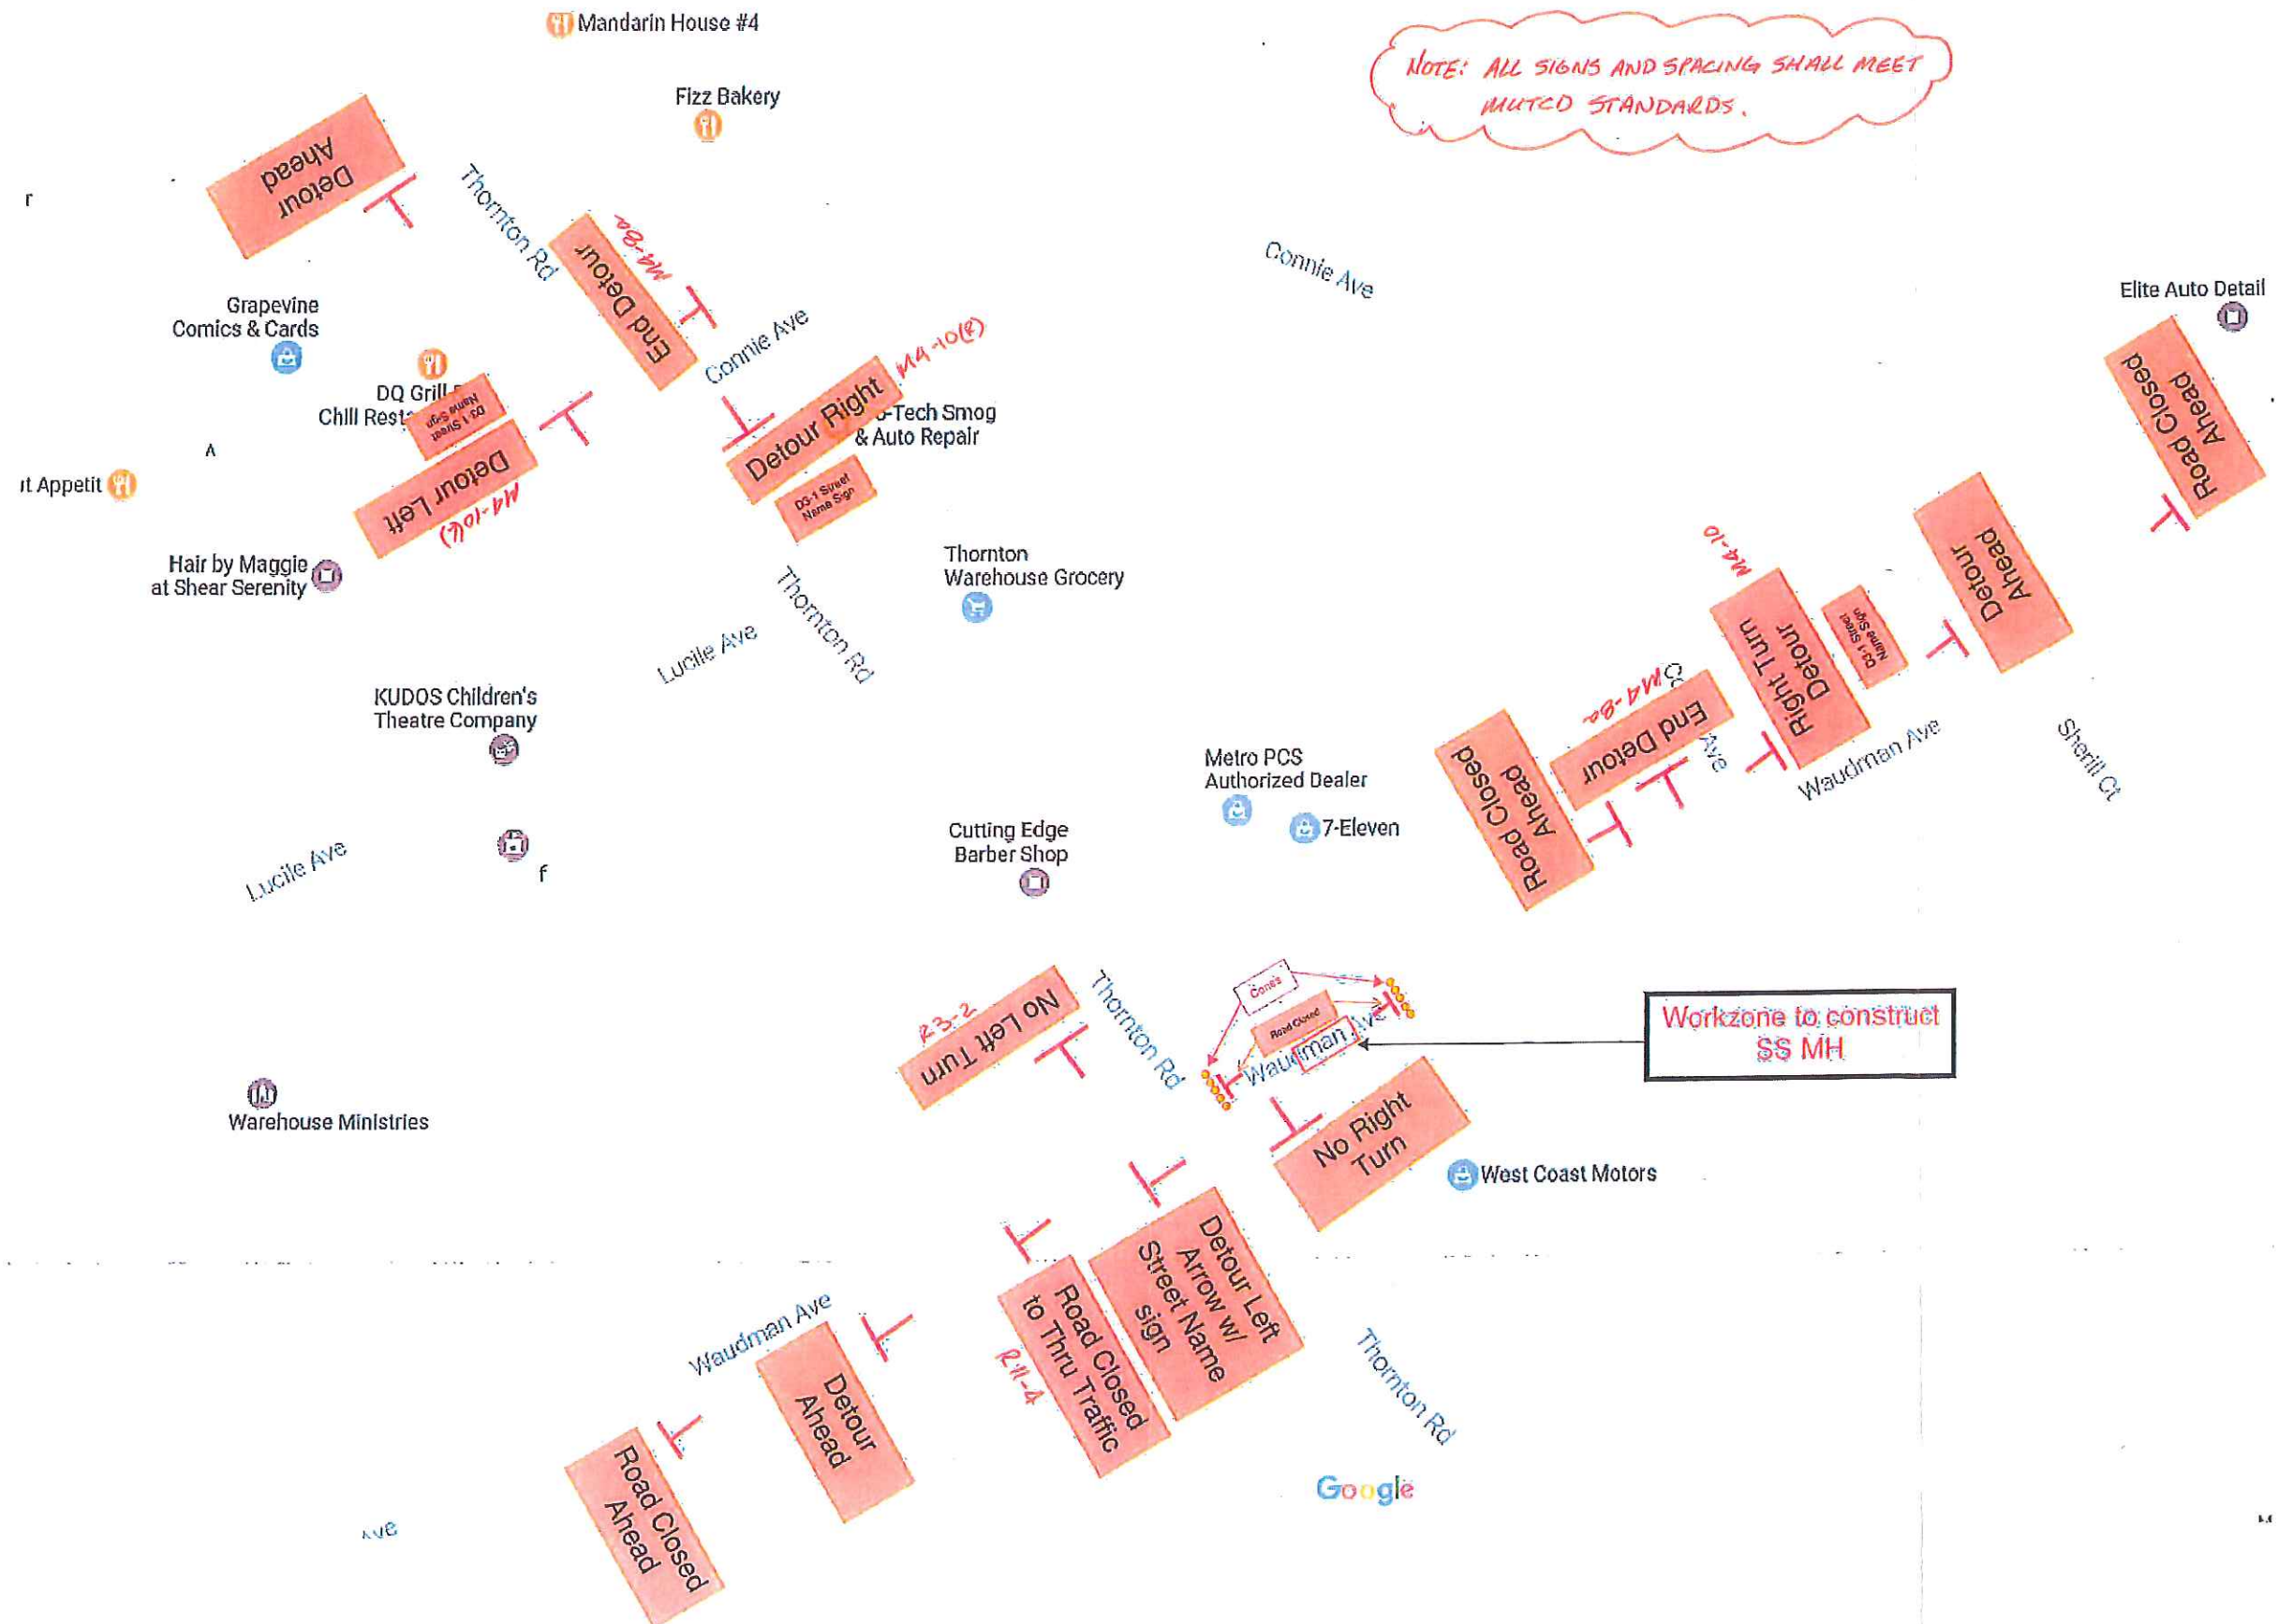 Mandarin House #4
Fizz Bakery
NOTE: ALL SIGNS AND SPACING SHALL MEET
MUTCD STANDARDS.
Detour
Ahead
r
Thornton Rd
End Detour
M4-8a
Connie Ave
Connie Ave
Elite Auto Detail
Grapevine
Comics & Cards
DQ Grill
Chill Rest
D3-1 Street
Name Sign
Detour Left
M4-10(L)
Detour Right
M4-10(R)
-Tech Smog
& Auto Repair
D3-1 Street
Name Sign
Road Closed
Ahead
it Appetit
Hair by Maggie
at Shear Serenity
Thornton
Warehouse Grocery
Thornton Rd
Lucile Ave
M4-10
Right Turn
Detour
D3-1 Street
Name Sign
Detour
Ahead
KUDOS Children's
Theatre Company
M4-8a
End Detour
Ave
Waudman Ave
Sherill Ct
Road Closed
Ahead
Metro PCS
Authorized Dealer
7-Eleven
Cutting Edge
Barber Shop
Lucile Ave
f
R3-2
No Left Turn
Thornton Rd
Cones
Road Closed
Waudman Ave
Workzone to construct
SS MH
Warehouse Ministries
No Right
Turn
West Coast Motors
Detour Left
Arrow w/
Street Name
sign
Road Closed
to Thru Traffic
R11-4
Waudman Ave
Detour
Ahead
Thornton Rd
Road Closed
Ahead
Google
Ave